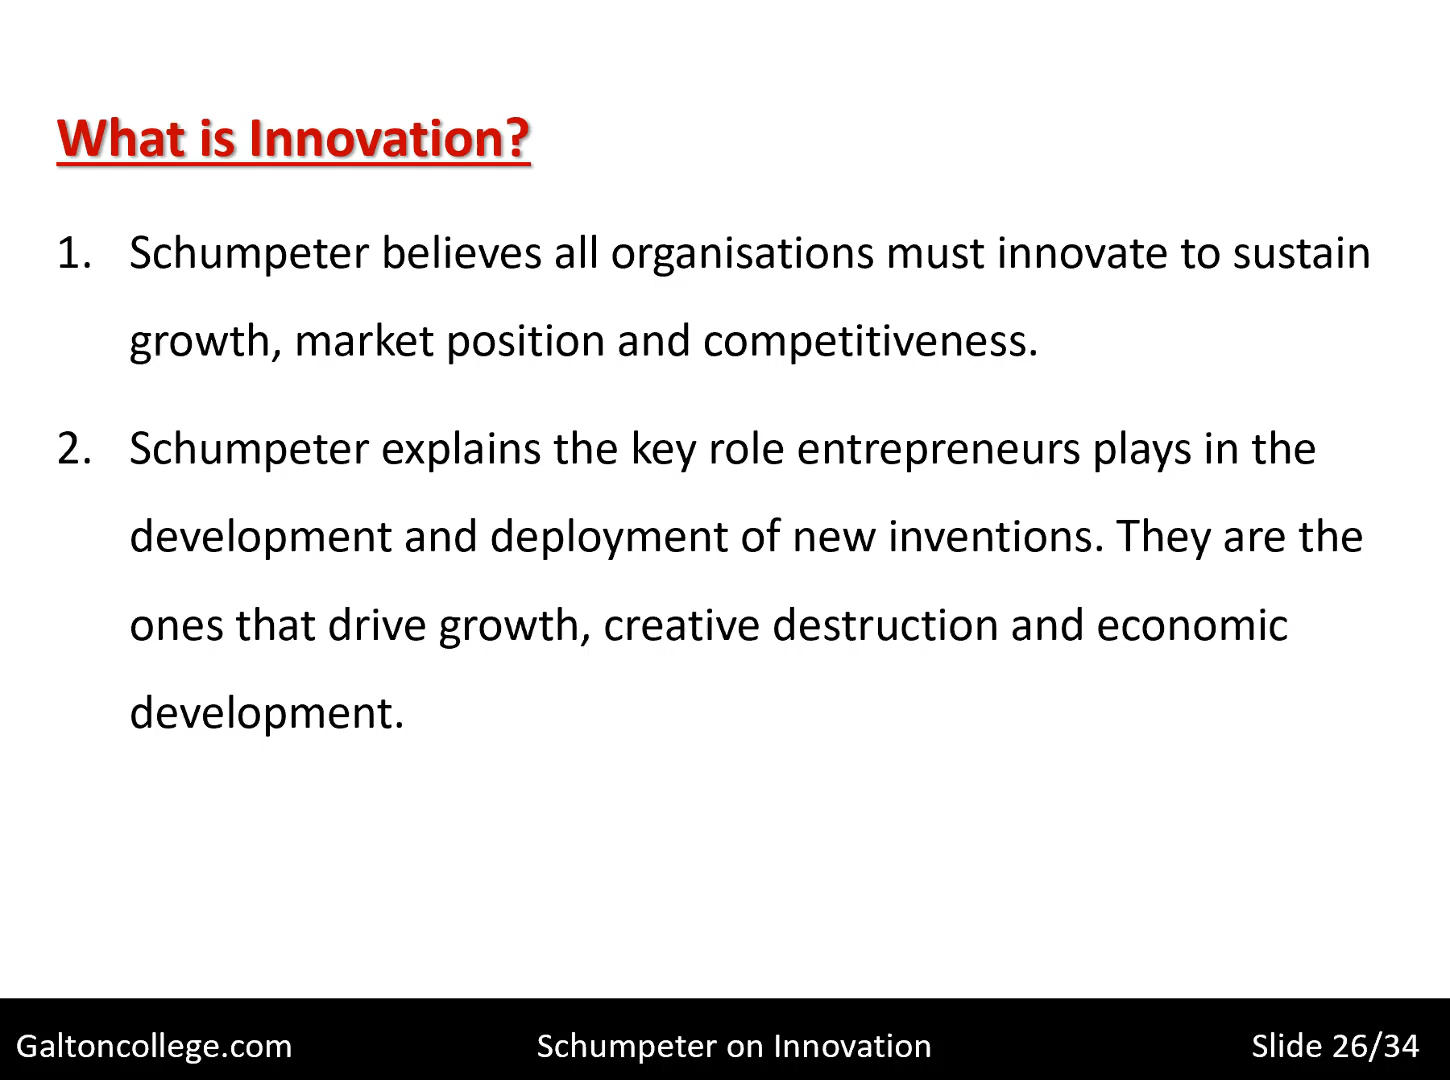 What is Innovation?
1. Schumpeter believes all organisations must innovate to sustain
growth, market position and competitiveness.
2. Schumpeter explains the key role entrepreneurs plays in the
development and deployment of new inventions. They are the
ones that drive growth, creative destruction and economic
development.
Galtoncollege.com Schumpeter on Innovation Slide 26/34